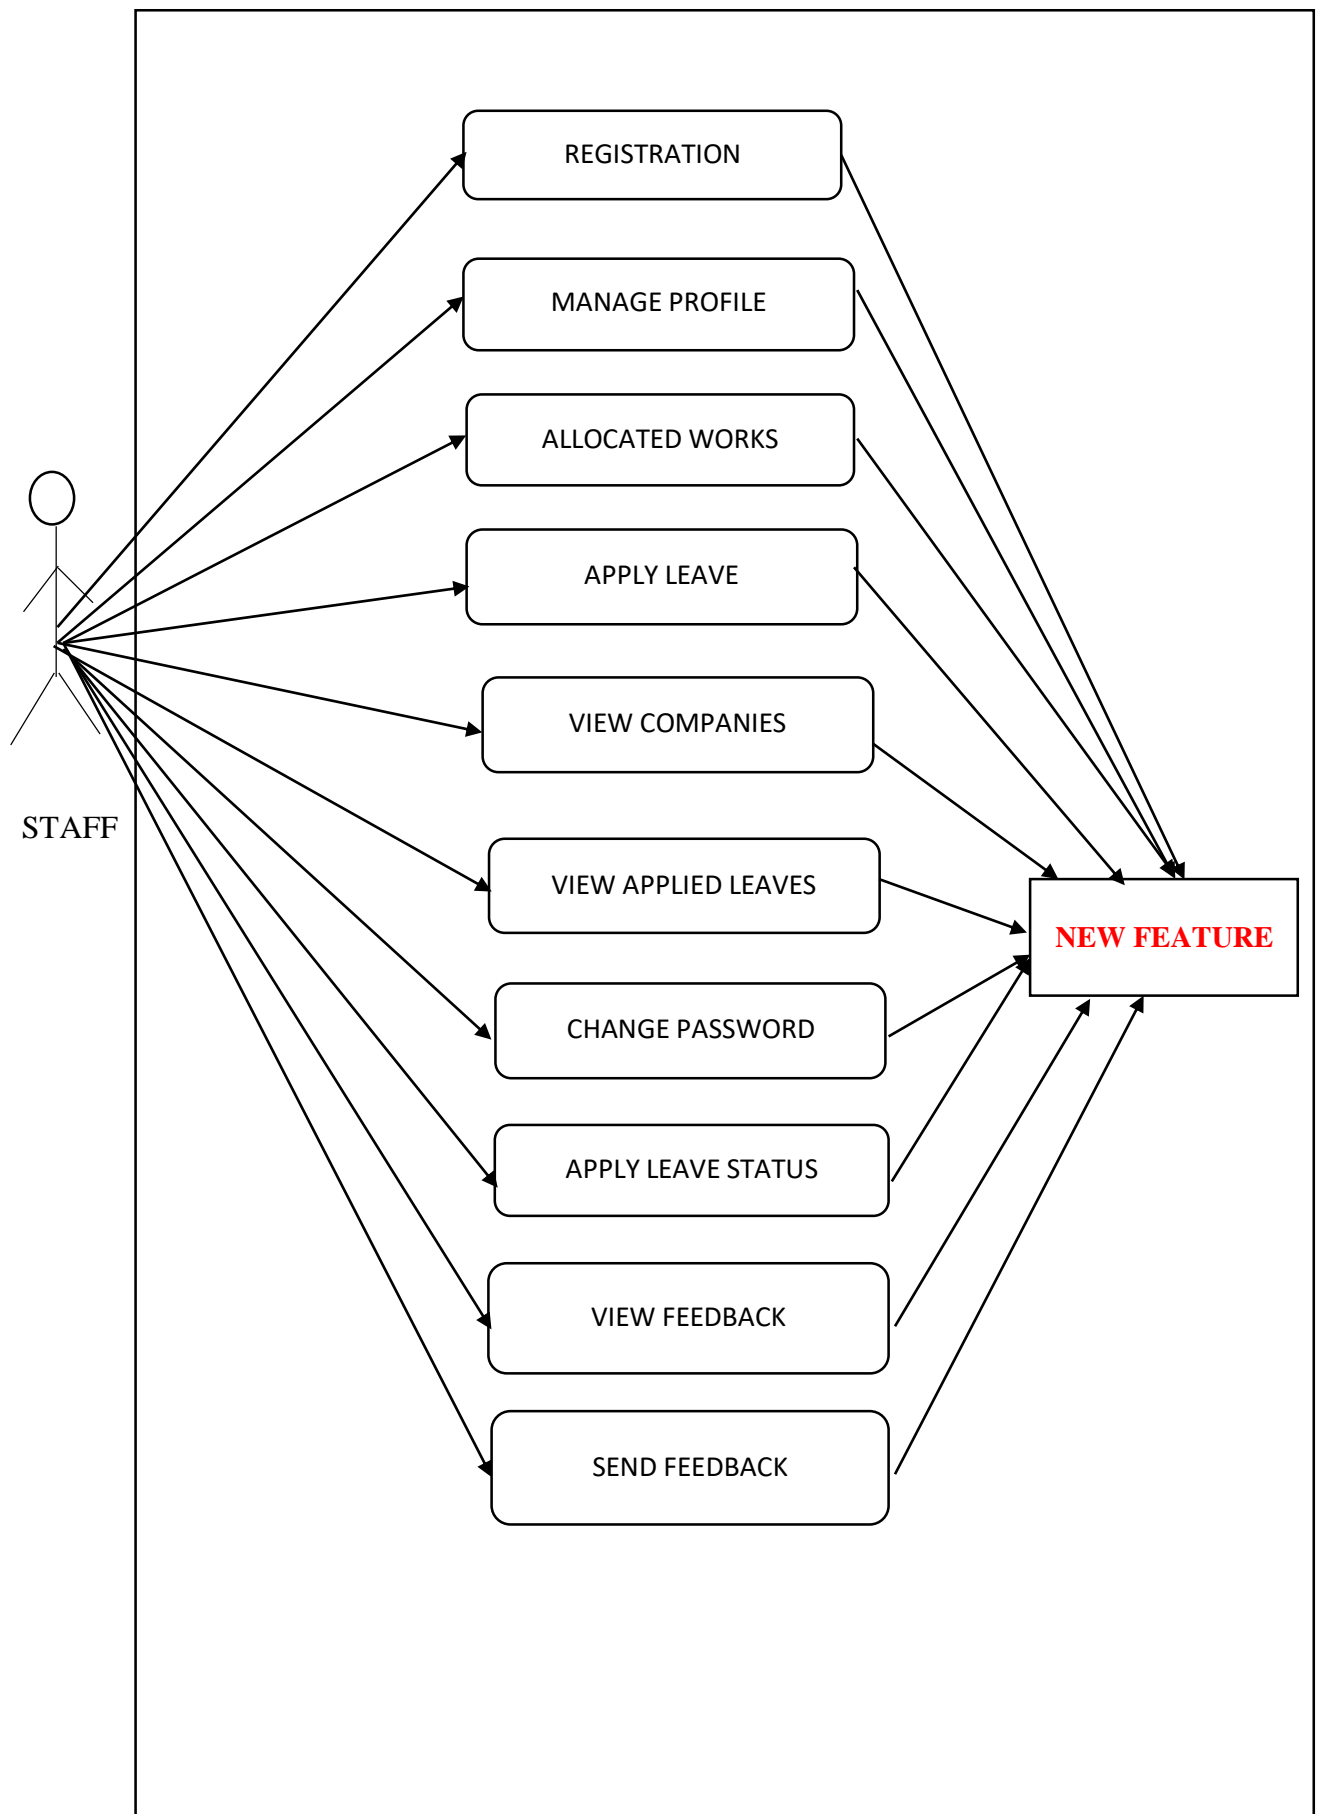 REGISTRATION
MANAGE PROFILE
ALLOCATED WORKS
APPLY LEAVE
VIEW COMPANIES
STAFF
VIEW APPLIED LEAVES
NEW FEATURE
CHANGE PASSWORD
APPLY LEAVE STATUS
VIEW FEEDBACK
SEND FEEDBACK